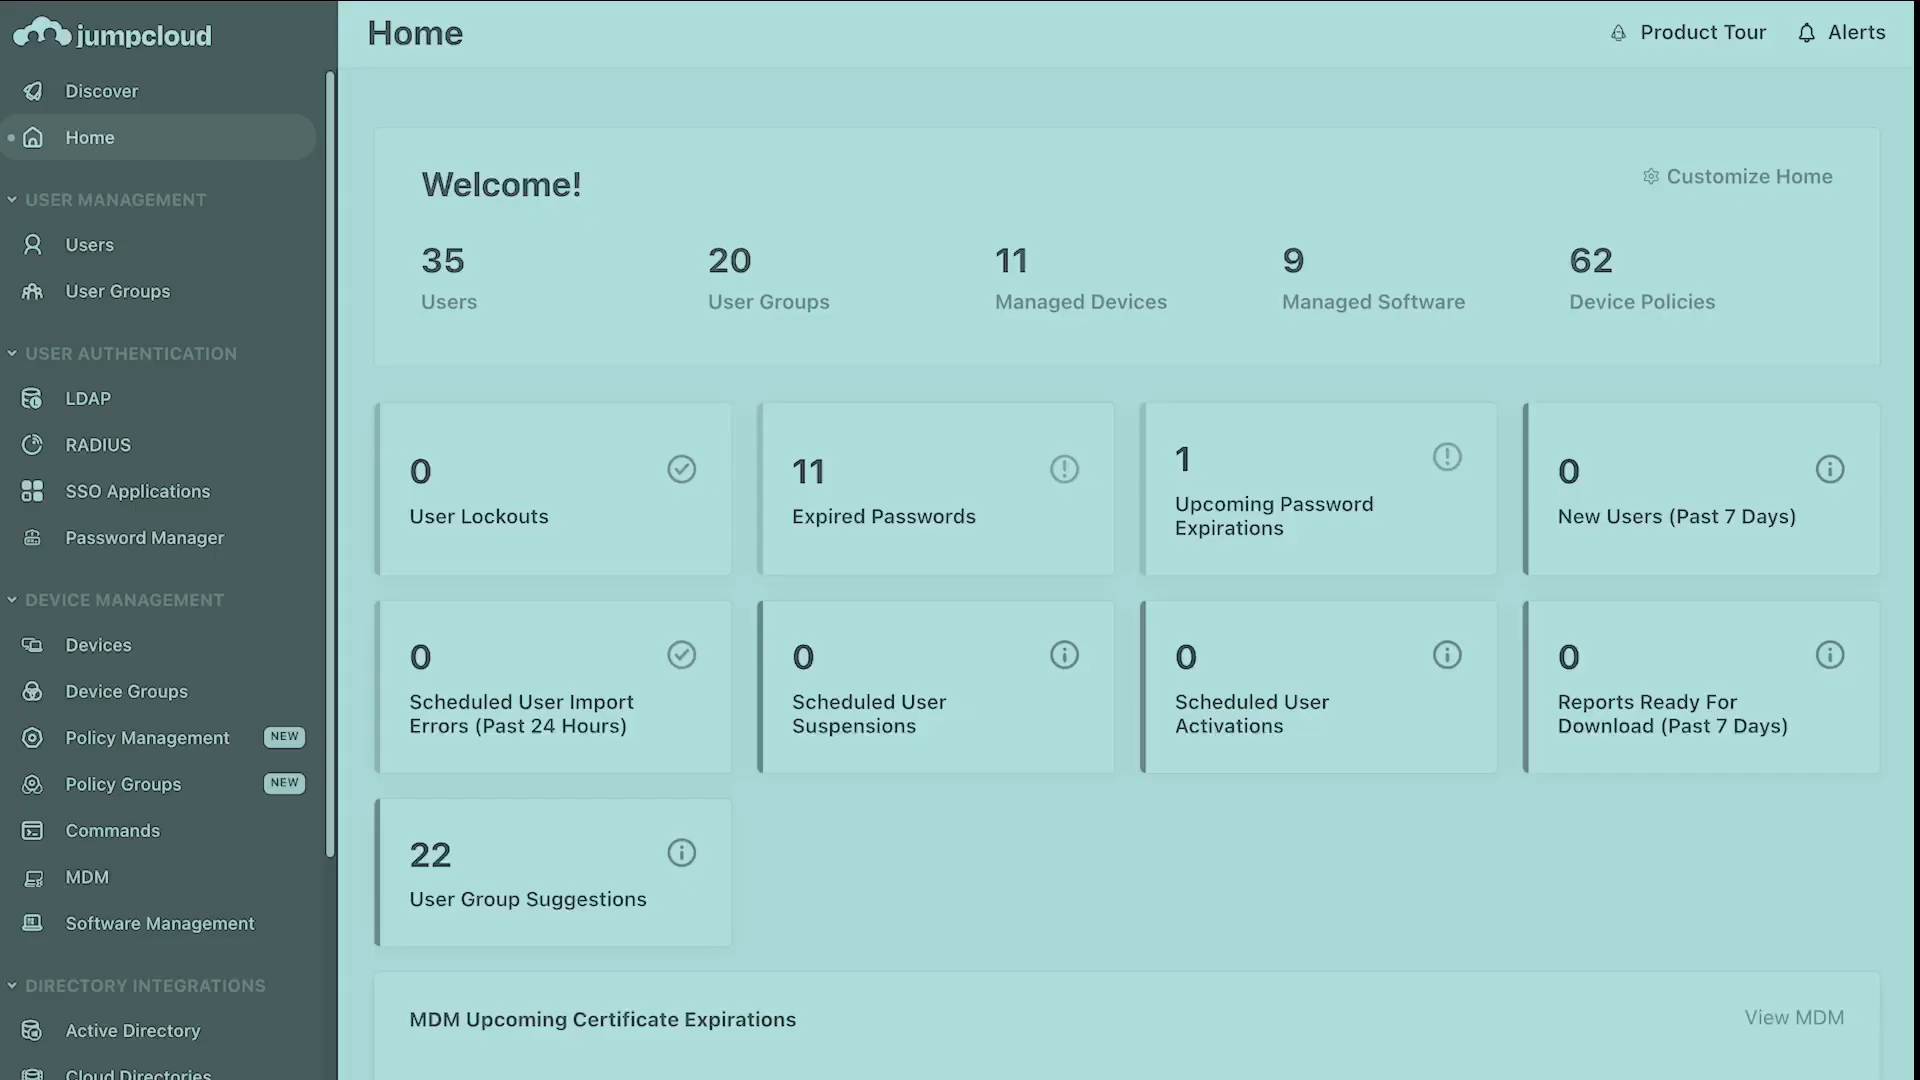 jumpcloud
Discover
Home
USER MANAGEMENT
Users
User Groups
USER AUTHENTICATION
LDAP
RADIUS
SSO Applications
Password Manager
DEVICE MANAGEMENT
Devices
Device Groups
Policy Management NEW
Policy Groups NEW
Commands
MDM
Software Management
DIRECTORY INTEGRATIONS
Active Directory
Cloud Directories
Home
Product Tour
Alerts
Welcome!
Customize Home
35
Users
20
User Groups
11
Managed Devices
9
Managed Software
62
Device Policies
0
User Lockouts
11
Expired Passwords
1
Upcoming Password
Expirations
0
New Users (Past 7 Days)
0
Scheduled User Import
Errors (Past 24 Hours)
0
Scheduled User
Suspensions
0
Scheduled User
Activations
0
Reports Ready For
Download (Past 7 Days)
22
User Group Suggestions
MDM Upcoming Certificate Expirations
View MDM